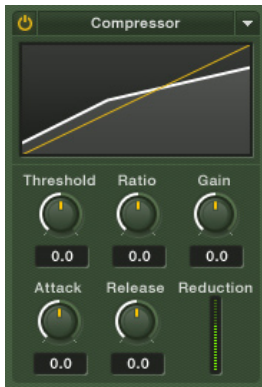 Compressor
Threshold Ratio Gain
0.0 0.0 0.0
Attack Release Reduction
0.0 0.0